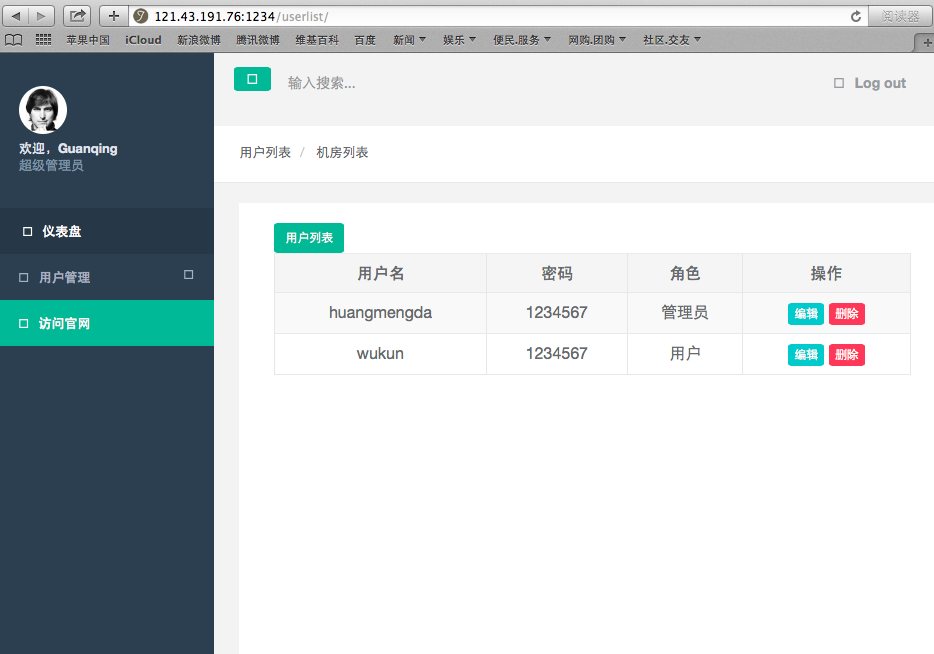 121.43.191.76:1234/userlist/
阅读器
苹果中国 iCloud 新浪微博 腾讯微博 维基百科 百度 新闻 娱乐 便民.服务 网购.团购 社区.交友
输入搜索...
Log out
欢迎，Guanqing
超级管理员
仪表盘
用户管理
访问官网
用户列表 / 机房列表
用户列表
用户名 密码 角色 操作
huangmengda 1234567 管理员 编辑 删除
wukun 1234567 用户 编辑 删除